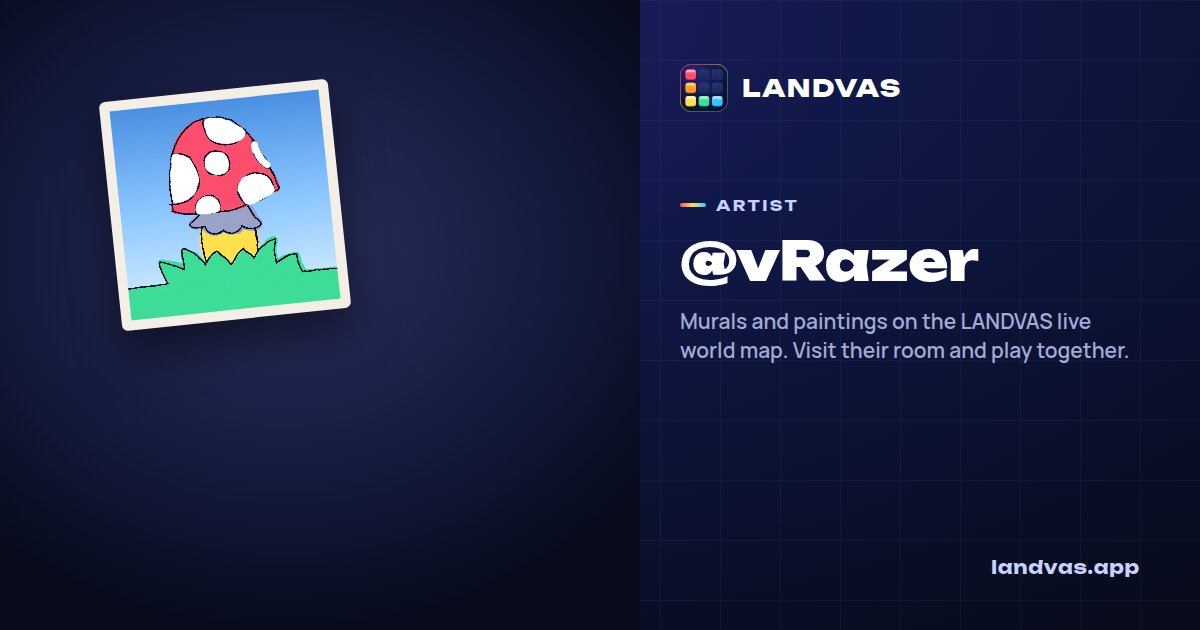 LANDVAS
ARTIST
@vRazer
Murals and paintings on the LANDVAS live
world map. Visit their room and play together.
landvas.app